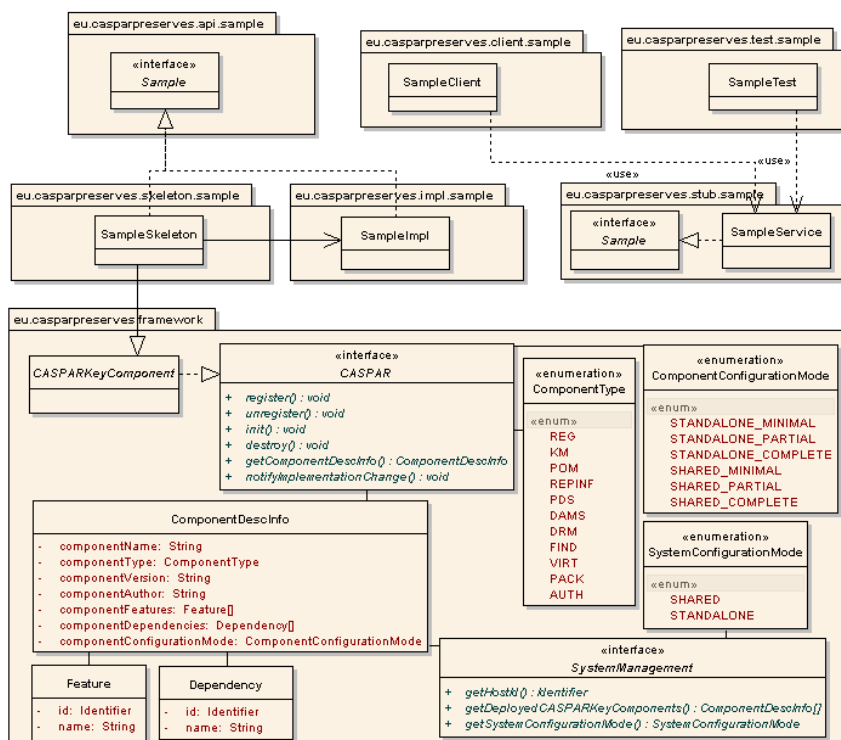 eu.casparpreserves.api.sample
«interface»
Sample
eu.casparpreserves.client.sample
SampleClient
eu.casparpreserves.test.sample
SampleTest
«use»
«use»
eu.casparpreserves.skeleton.sample
SampleSkeleton
eu.casparpreserves.impl.sample
SampleImpl
eu.casparpreserves.stub.sample
«interface»
Sample
SampleService
eu.casparpreserves.framework
CASPARKeyComponent
«interface»
CASPAR
+ register() : void
+ unregister() : void
+ init() : void
+ destroy() : void
+ getComponentDescInfo() : ComponentDescInfo
+ notifyImplementationChange() : void
«enumeration»
ComponentType
«enum»
REG
KM
POM
REPINF
PDS
DAMS
DRM
FIND
VIRT
PACK
AUTH
«enumeration»
ComponentConfigurationMode
«enum»
STANDALONE_MINIMAL
STANDALONE_PARTIAL
STANDALONE_COMPLETE
SHARED_MINIMAL
SHARED_PARTIAL
SHARED_COMPLETE
ComponentDescInfo
- componentName: String
- componentType: ComponentType
- componentVersion: String
- componentAuthor: String
- componentFeatures: Feature[]
- componentDependencies: Dependency[]
- componentConfigurationMode: ComponentConfigurationMode
«enumeration»
SystemConfigurationMode
«enum»
SHARED
STANDALONE
Feature
- id: Identifier
- name: String
Dependency
- id: Identifier
- name: String
«interface»
SystemManagement
+ getHostId() : Identifier
+ getDeployedCASPARKeyComponents() : ComponentDescInfo[]
+ getSystemConfigurationMode() : SystemConfigurationMode